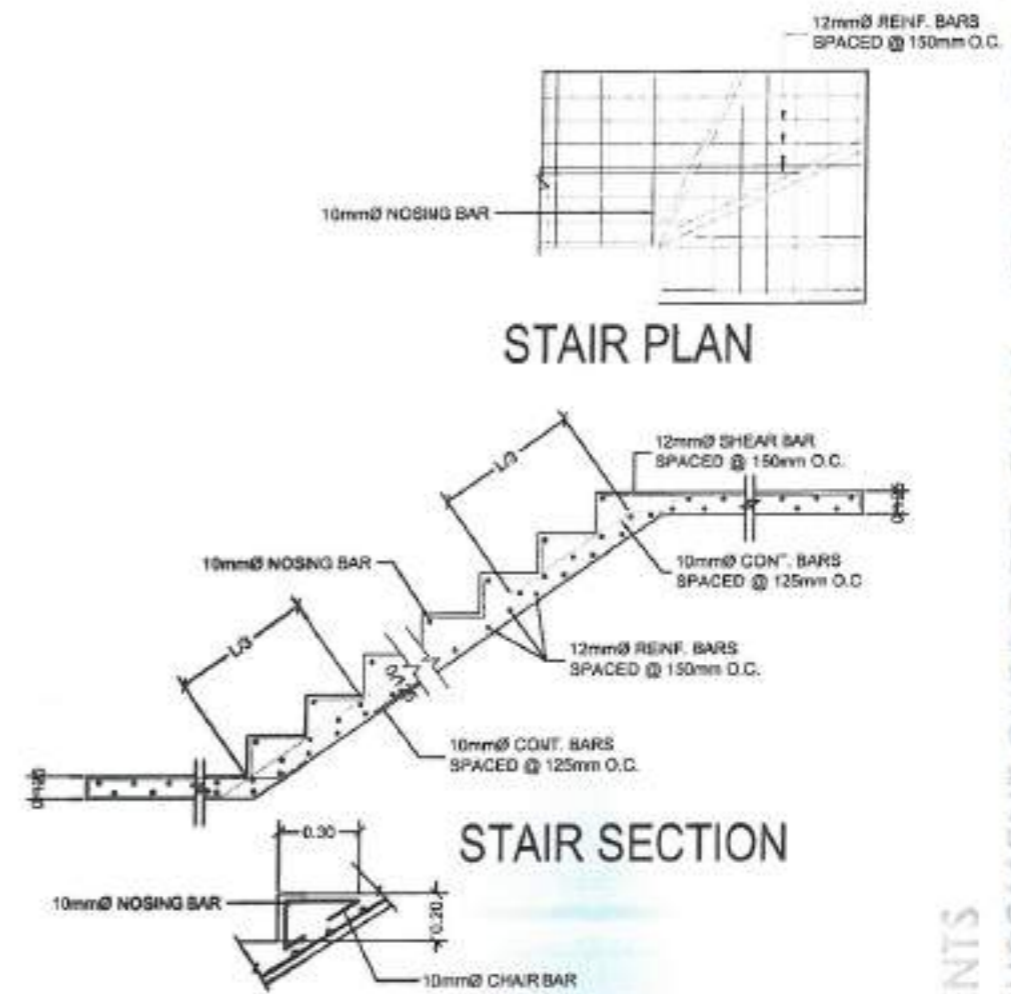 12mmØ REINF. BARS
SPACED @ 150mm O.C.
10mmØ NOSING BAR
STAIR PLAN
L/3
12mmØ SHEAR BAR
SPACED @ 150mm O.C.
10mmØ NOSING BAR
10mmØ CONT. BARS
SPACED @ 125mm O.C
L/3
12mmØ REINF. BARS
SPACED @ 150mm O.C.
10mmØ CONT. BARS
SPACED @ 125mm O.C.
STAIR SECTION
0.30
10mmØ NOSING BAR
0.20
10mmØ CHAIR BAR
NTS